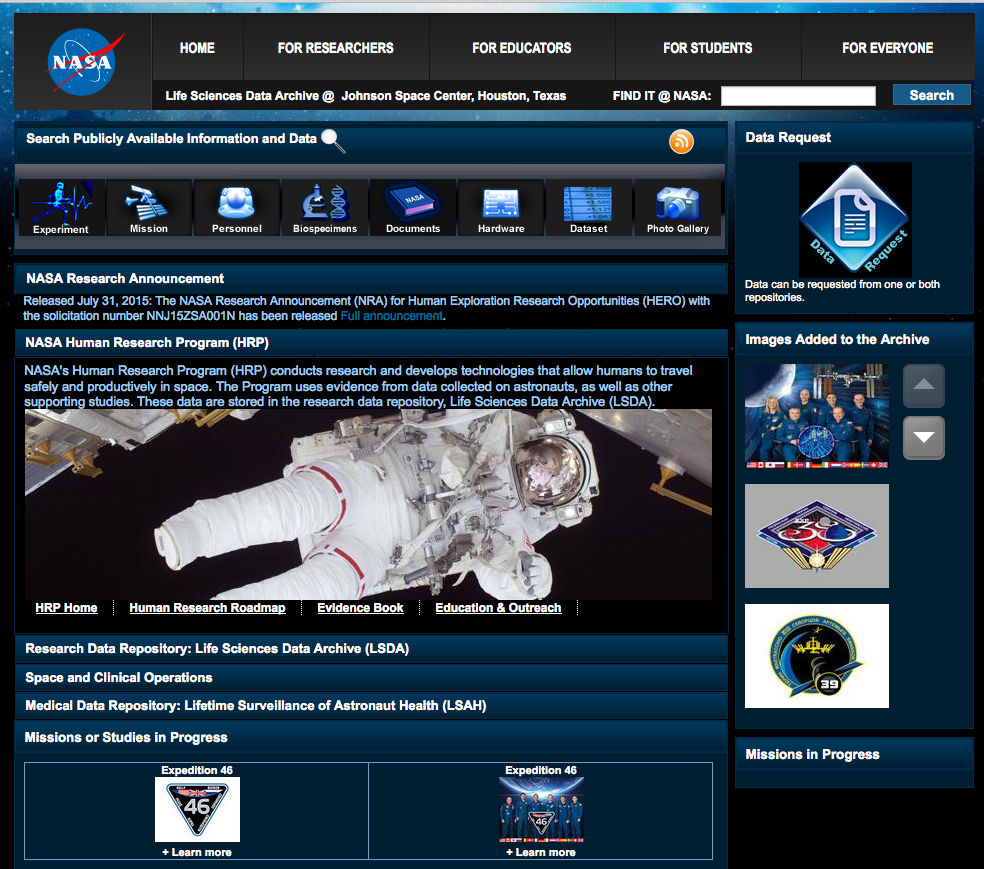 NASA
HOME
FOR RESEARCHERS
FOR EDUCATORS
FOR STUDENTS
FOR EVERYONE
Life Sciences Data Archive @ Johnson Space Center, Houston, Texas
FIND IT @ NASA:
Search
Search Publicly Available Information and Data
Experiment
Mission
Personnel
Biospecimens
NASA
Documents
Hardware
Dataset
Photo Gallery
NASA Research Announcement
Released July 31, 2015: The NASA Research Announcement (NRA) for Human Exploration Research Opportunities (HERO) with
the solicitation number NNJ15ZSA001N has been released Full announcement.
NASA Human Research Program (HRP)
NASA's Human Research Program (HRP) conducts research and develops technologies that allow humans to travel
safely and productively in space. The Program uses evidence from data collected on astronauts, as well as other
supporting studies. These data are stored in the research data repository, Life Sciences Data Archive (LSDA).
HRP Home
Human Research Roadmap
Evidence Book
Education & Outreach
Research Data Repository: Life Sciences Data Archive (LSDA)
Space and Clinical Operations
Medical Data Repository: Lifetime Surveillance of Astronaut Health (LSAH)
Missions or Studies in Progress
Expedition 46
46
+ Learn more
Expedition 46
46
+ Learn more
Data Request
Data Request
Data can be requested from one or both
repositories.
Images Added to the Archive
38
39
Missions in Progress